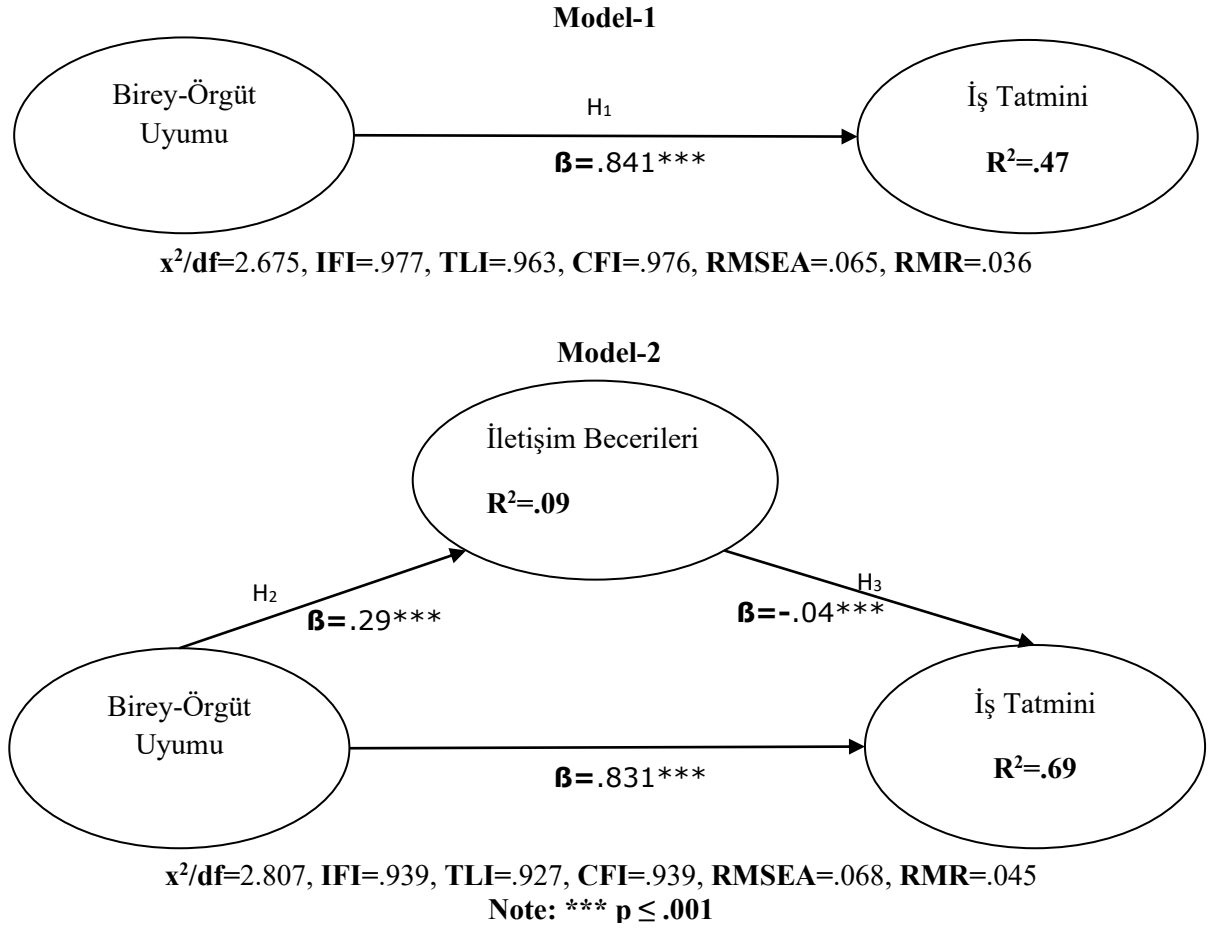 Model-1
Birey-Örgüt
Uyumu
H₁
ß=.841***
İş Tatmini
R²=.47
x²/df=2.675, IFI=.977, TLI=.963, CFI=.976, RMSEA=.065, RMR=.036
Model-2
İletişim Becerileri
R²=.09
H₂
ß=.29***
H₃
ß=-.04***
Birey-Örgüt
Uyumu
ß=.831***
İş Tatmini
R²=.69
x²/df=2.807, IFI=.939, TLI=.927, CFI=.939, RMSEA=.068, RMR=.045
Note: *** p ≤ .001